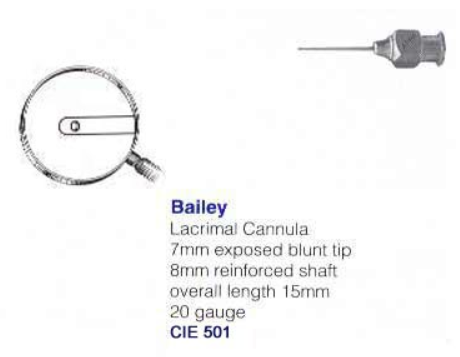 Bailey
Lacrimal Cannula
7mm exposed blunt tip
8mm reinforced shaft
overall length 15mm
20 gauge
CIE 501